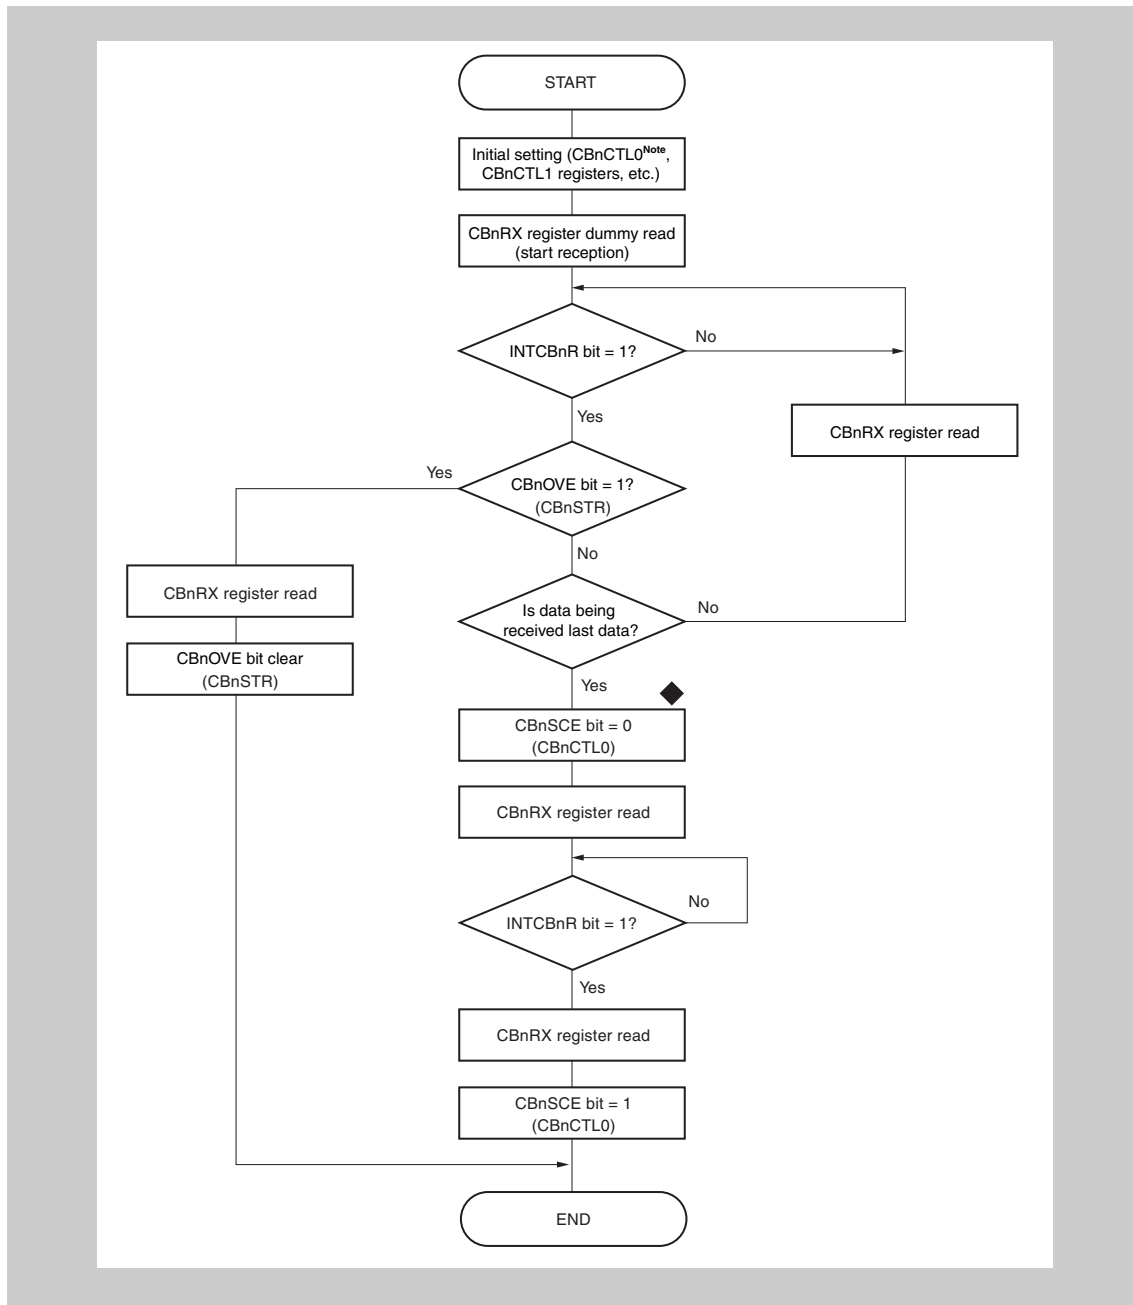 START
Initial setting (CBnCTL0Note,
CBnCTL1 registers, etc.)
CBnRX register dummy read
(start reception)
INTCBnR bit = 1?
No
Yes
CBnRX register read
CBnOVE bit = 1?
(CBnSTR)
Yes
No
CBnRX register read
CBnOVE bit clear
(CBnSTR)
Is data being
received last data?
No
Yes
CBnSCE bit = 0
(CBnCTL0)
CBnRX register read
INTCBnR bit = 1?
No
Yes
CBnRX register read
CBnSCE bit = 1
(CBnCTL0)
END